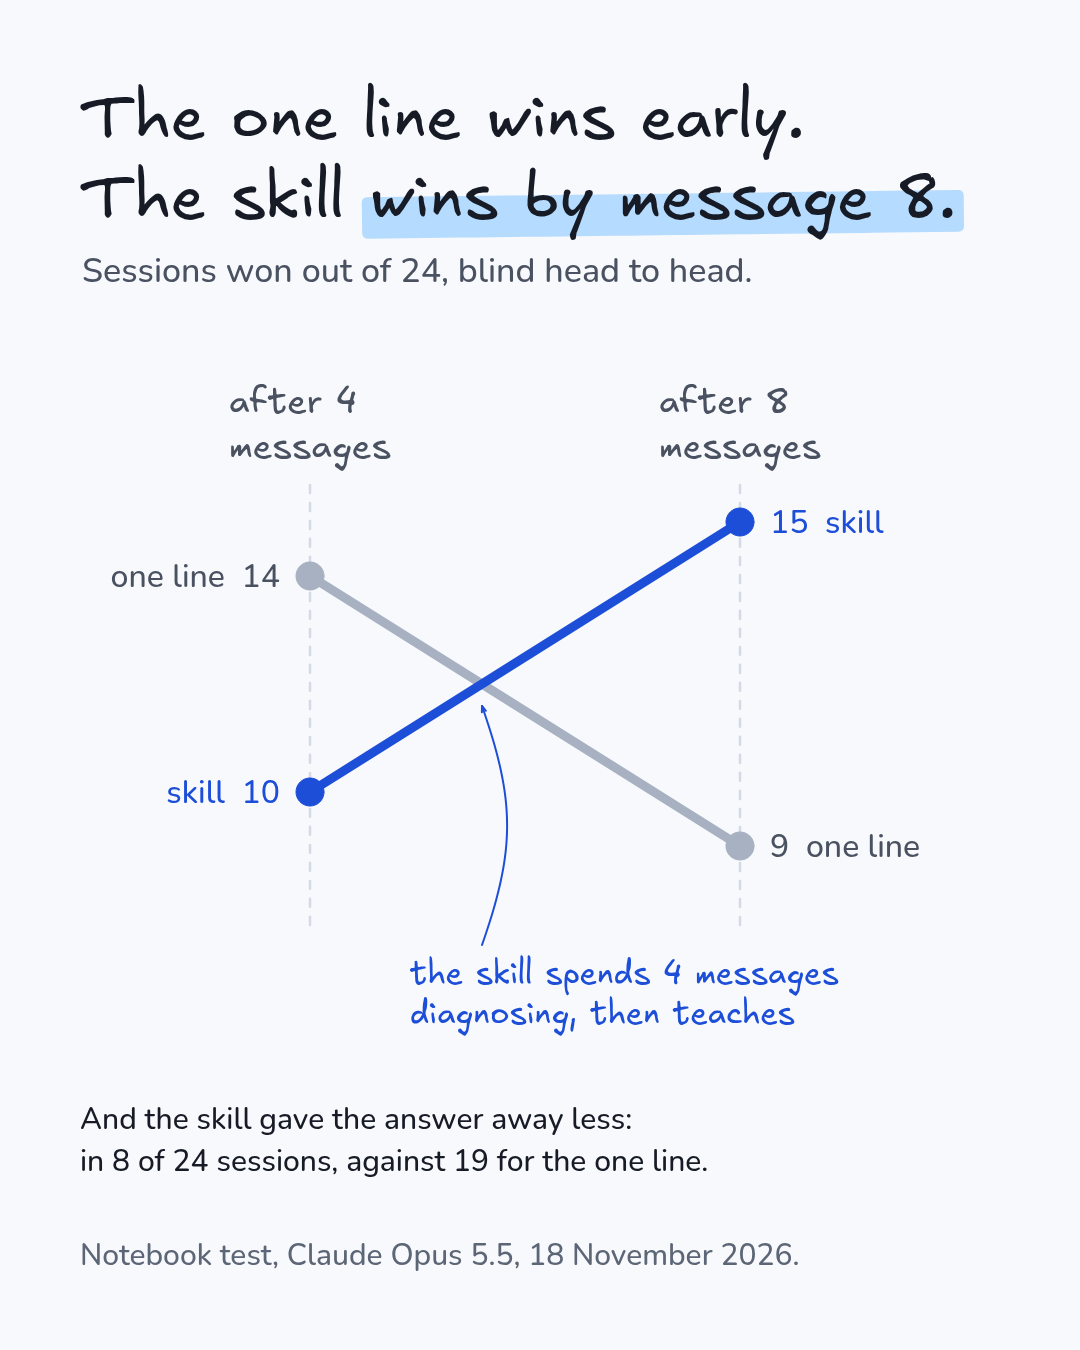 The one line wins early.
The skill wins by message 8.
Sessions won out of 24, blind head to head.
after 4
messages
after 8
messages
15 skill
one line 14
skill 10
9 one line
the skill spends 4 messages
diagnosing, then teaches
And the skill gave the answer away less:
in 8 of 24 sessions, against 19 for the one line.
Notebook test, Claude Opus 5.5, 18 November 2026.